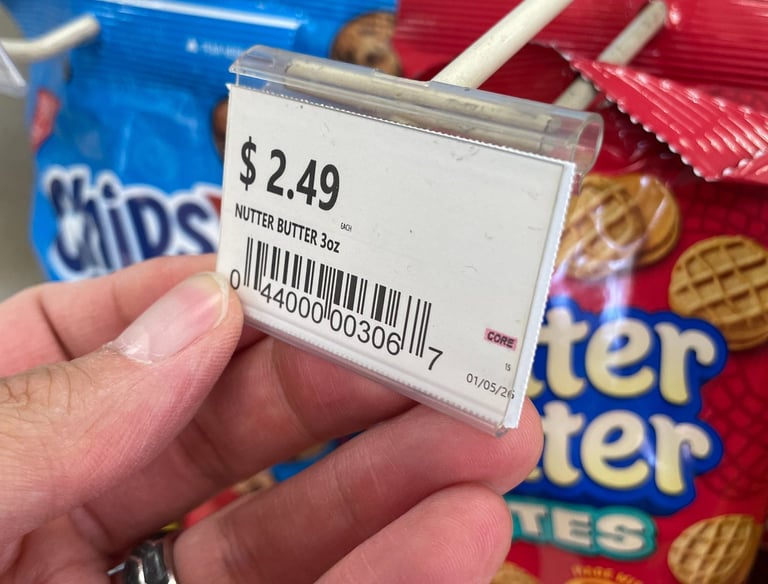 $ 2.49
EACH
NUTTER BUTTER 3oz
0 44000 00306 7
CORE
15
01/05/26
Chips
tter
tter
TES